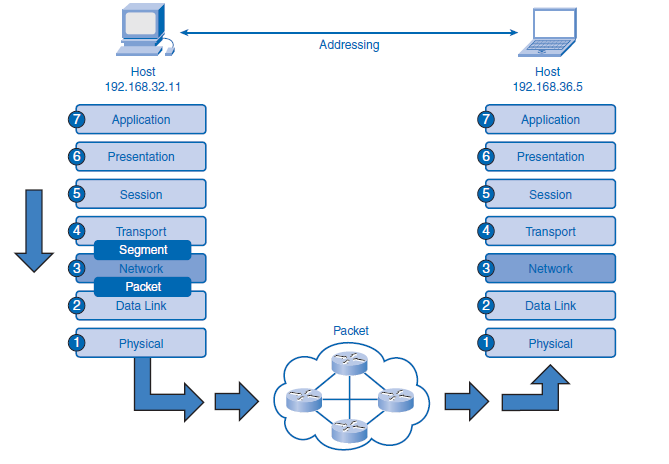 Addressing
Host
192.168.32.11
Host
192.168.36.5
7 Application
6 Presentation
5 Session
4 Transport
Segment
3 Network
Packet
2 Data Link
1 Physical
Packet
7 Application
6 Presentation
5 Session
4 Transport
3 Network
2 Data Link
1 Physical